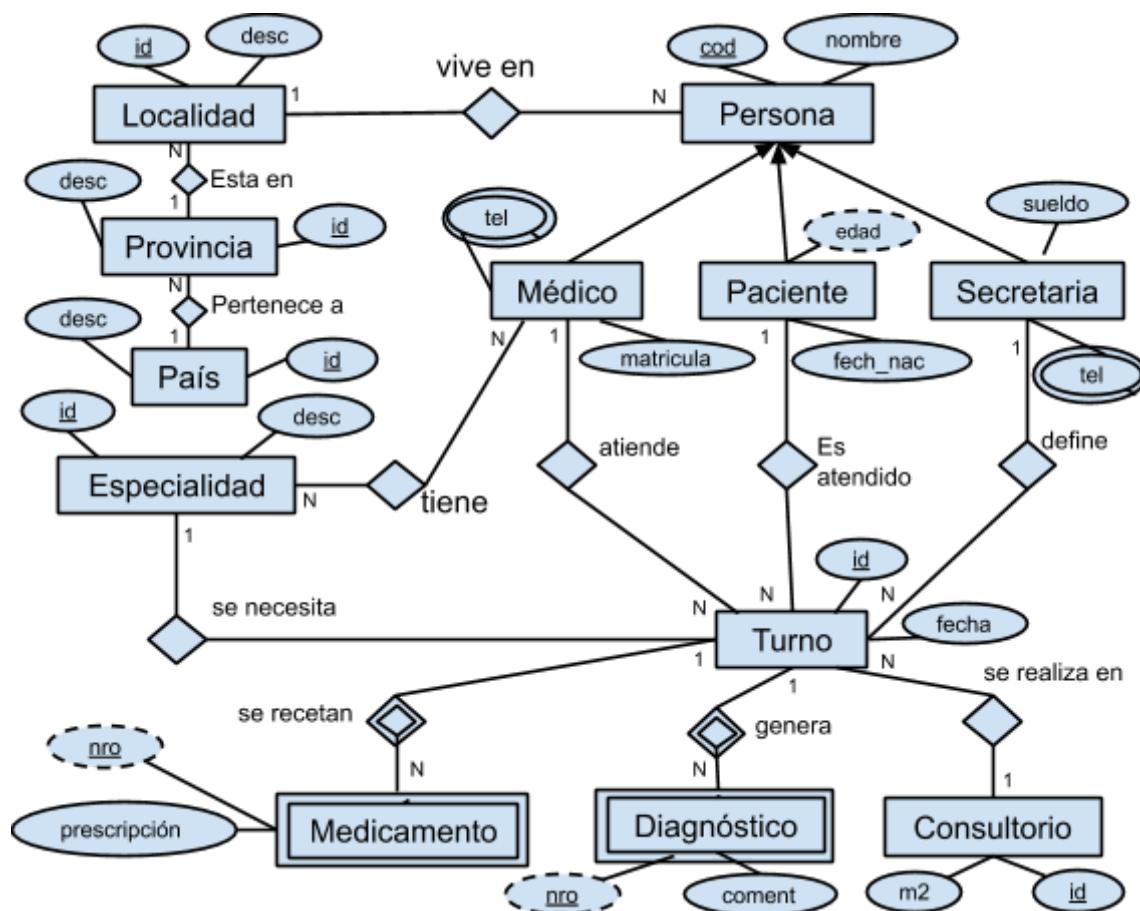 id
desc
cod
nombre
vive en
1
N
Localidad
Persona
N
desc
Esta en
1
tel
edad
sueldo
id
Provincia
Médico
Paciente
Secretaria
N
Pertenece a
desc
1
N
1
matricula
1
fech_nac
1
tel
id
País
id
desc
atiende
Es
atendido
define
Especialidad
N
tiene
1
id
N
N
N
fecha
se necesita
Turno
1
1
N
se realiza en
se recetan
genera
nro
N
N
1
prescripción
Medicamento
Diagnóstico
Consultorio
nro
coment
m2
id